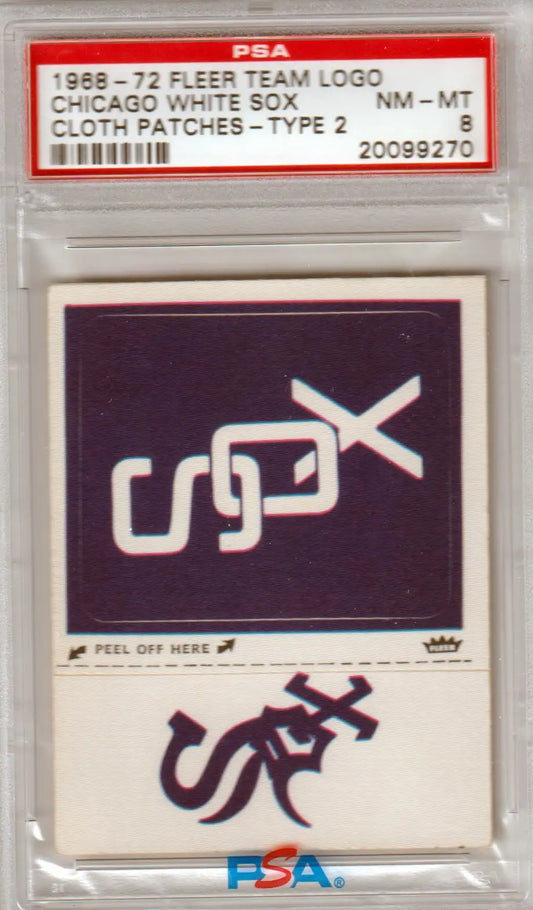 PSA
1968-72 FLEER TEAM LOGO
CHICAGO WHITE SOX NM-MT
CLOTH PATCHES-TYPE 2 8
20099270
SOX
PEEL OFF HERE
FLEER
SOX
PSA®